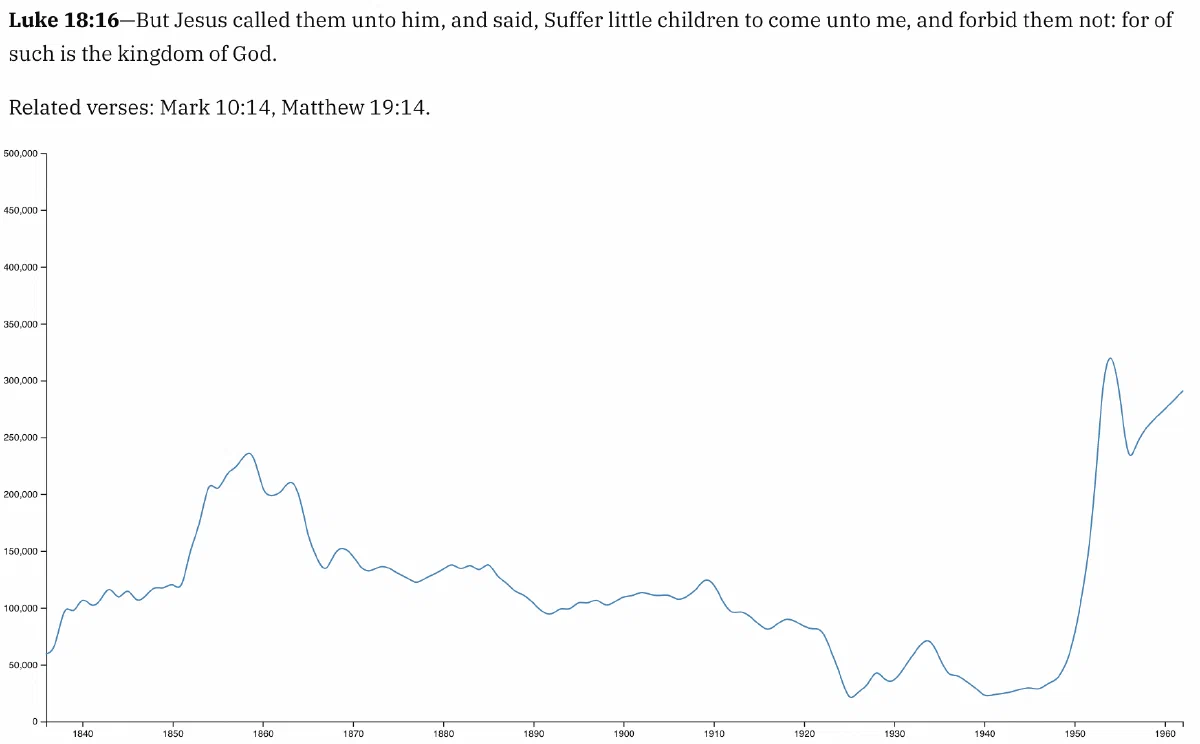 Luke 18:16—But Jesus called them unto him, and said, Suffer little children to come unto me, and forbid them not: for of
such is the kingdom of God.
Related verses: Mark 10:14, Matthew 19:14.
500,000
450,000
400,000
350,000
300,000
250,000
200,000
150,000
100,000
50,000
0
1840 1850 1860 1870 1880 1890 1900 1910 1920 1930 1940 1950 1960